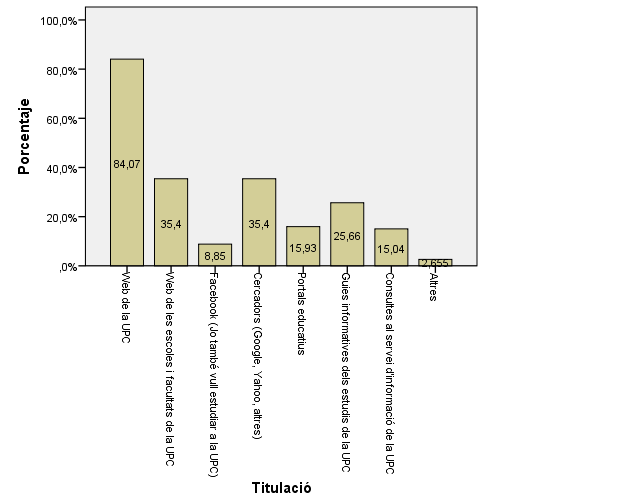 100,0%
80,0%
60,0%
40,0%
20,0%
,0%
Porcentaje
84,07
35,4
8,85
35,4
15,93
25,66
15,04
2,655
Web de la UPC
Web de les escoles i facultats de la UPC
Facebook (Jo també vull estudiar a la UPC)
Cercadors (Google, Yahoo, altres)
Portals educatius
Guies informatives dels estudis de la UPC
Consultes al servei d'informació de la UPC
Altres
Titulació